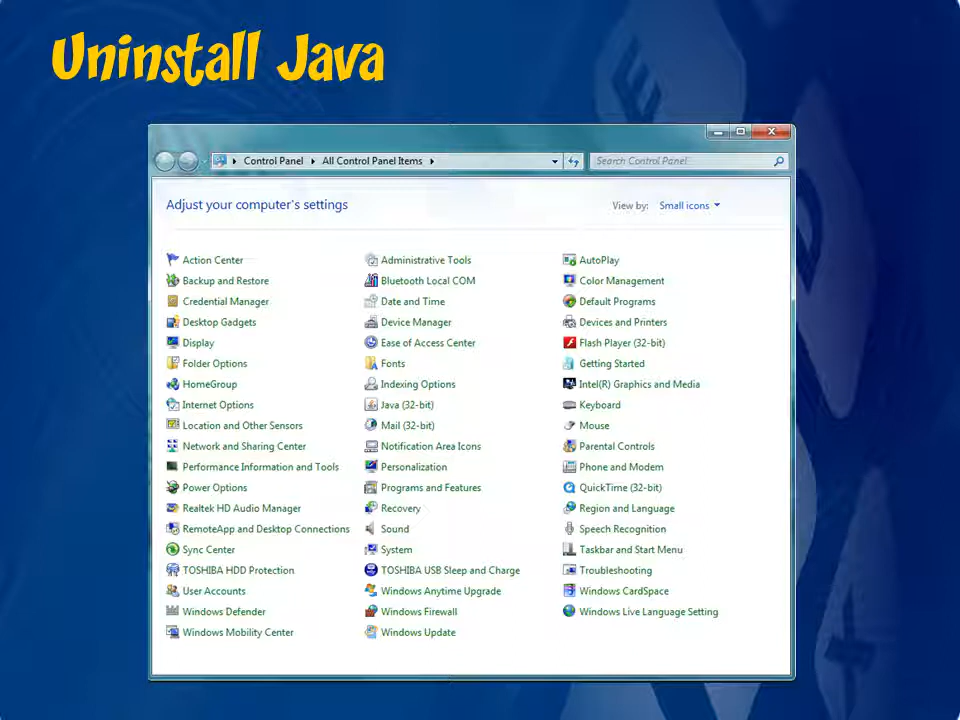 Uninstall Java
Control Panel
All Control Panel Items
Search Control Panel
Adjust your computer's settings
View by: Small icons
Action Center
Administrative Tools
AutoPlay
Backup and Restore
Bluetooth Local COM
Color Management
Credential Manager
Date and Time
Default Programs
Desktop Gadgets
Device Manager
Devices and Printers
Display
Ease of Access Center
Flash Player (32-bit)
Folder Options
Fonts
Getting Started
HomeGroup
Indexing Options
Intel(R) Graphics and Media
Internet Options
Java (32-bit)
Keyboard
Location and Other Sensors
Mail (32-bit)
Mouse
Network and Sharing Center
Notification Area Icons
Parental Controls
Performance Information and Tools
Personalization
Phone and Modem
Power Options
Programs and Features
QuickTime (32-bit)
Realtek HD Audio Manager
Recovery
Region and Language
RemoteApp and Desktop Connections
Sound
Speech Recognition
Sync Center
System
Taskbar and Start Menu
TOSHIBA HDD Protection
TOSHIBA USB Sleep and Charge
Troubleshooting
User Accounts
Windows Anytime Upgrade
Windows CardSpace
Windows Defender
Windows Firewall
Windows Live Language Setting
Windows Mobility Center
Windows Update